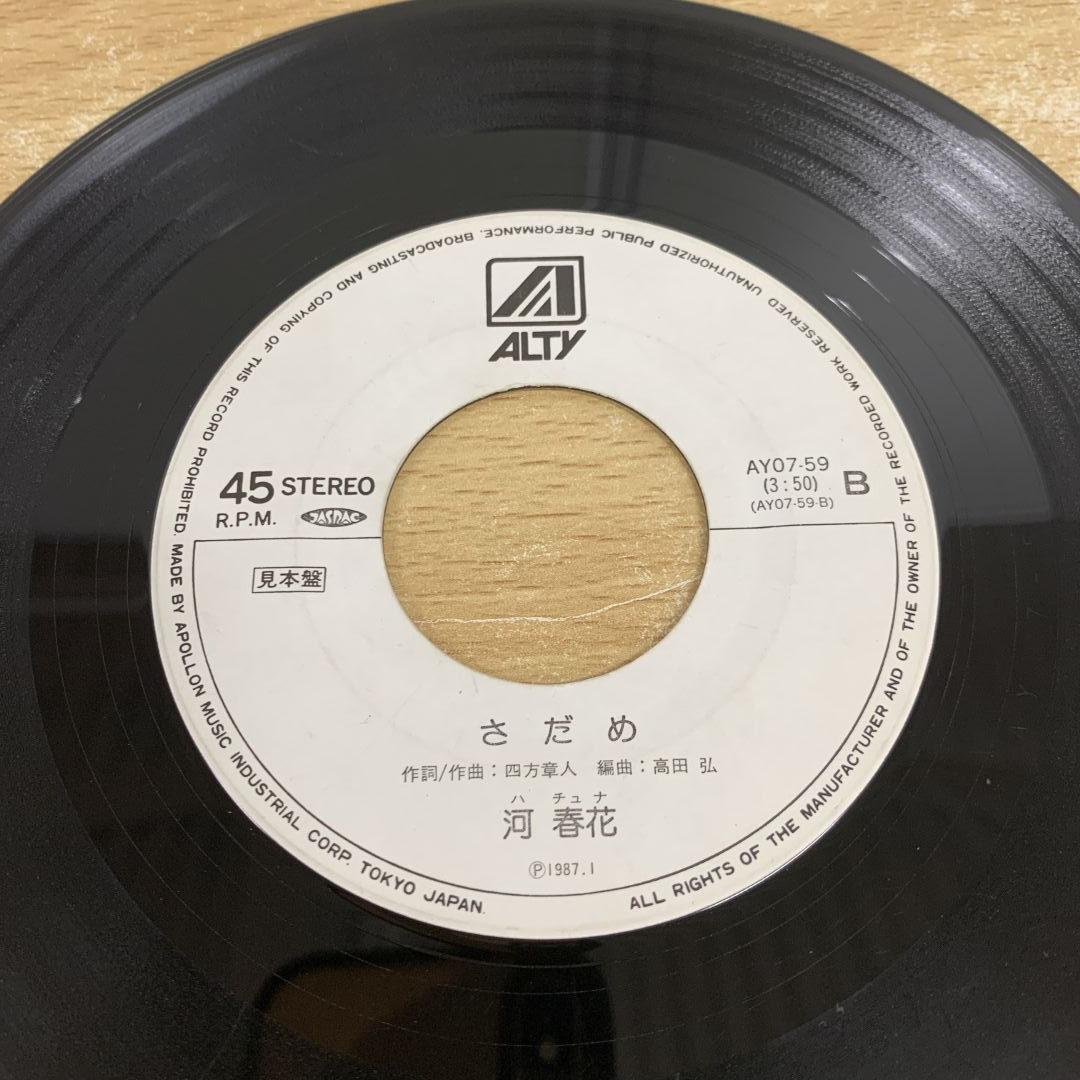 ALTY
45 STEREO
R.P.M. JASRAC
AY07-59
(3:50) B
(AY07-59-B)
見本盤
さだめ
作詞/作曲:四方章人 編曲:高田 弘
ハ チュナ
河 春花
Ⓟ1987.1
ALL RIGHTS OF THE MANUFACTURER AND OF THE OWNER OF THE RECORDED WORK RESERVED UNAUTHORIZED PUBLIC PERFORMANCE. BROADCASTING AND COPYING OF THIS RECORD PROHIBITED. MADE BY APOLLON MUSIC INDUSTRIAL CORP. TOKYO JAPAN.